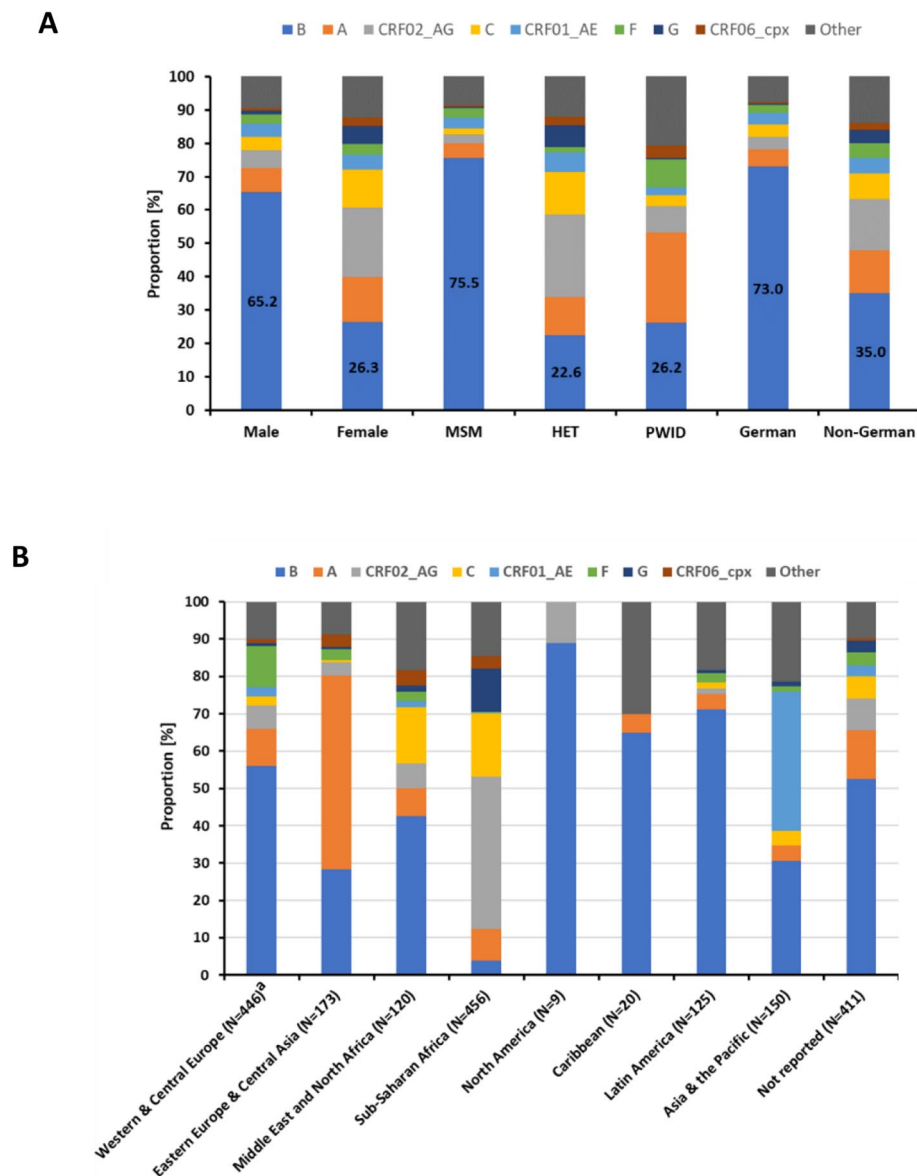 A
B A CRF02_AG C CRF01_AE F G CRF06_cpx Other
Proportion [%]
100
90
80
70
60
50
40
30
20
10
0
65.2
26.3
75.5
22.6
26.2
73.0
35.0
Male Female MSM HET PWID German Non-German
B
B A CRF02_AG C CRF01_AE F G CRF06_cpx Other
Proportion [%]
100
90
80
70
60
50
40
30
20
10
0
Western & Central Europe (N=446)a
Eastern Europe & Central Asia (N=173)
Middle East and North Africa (N=120)
Sub-Saharan Africa (N=456)
North America (N=9)
Caribbean (N=20)
Latin America (N=125)
Asia & the Pacific (N=150)
Not reported (N=411)